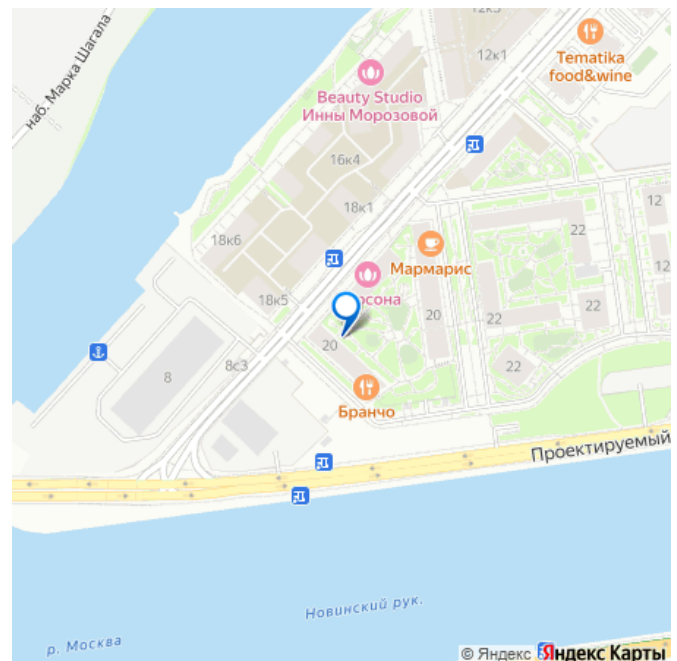 12к3
12к1
Tematika
food&wine
наб. Марка Шагала
Beauty Studio
Инны Морозовой
16к4
18к1
12
22
18к6
Мармарис
12
18к5
20
22
22
20
8с3
22
8
Бранчо
Проектируемый
Новинский рук.
р. Москва
© Яндекс
Яндекс Карты